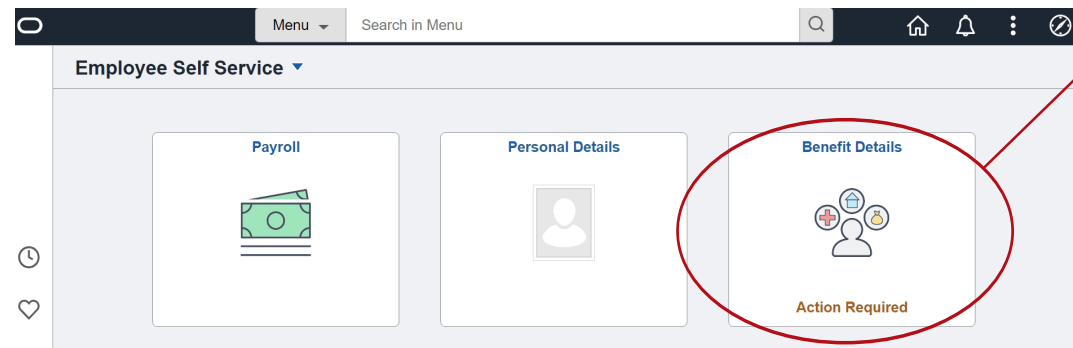 Menu Search in Menu
Employee Self Service
Payroll
Personal Details
Benefit Details
Action Required